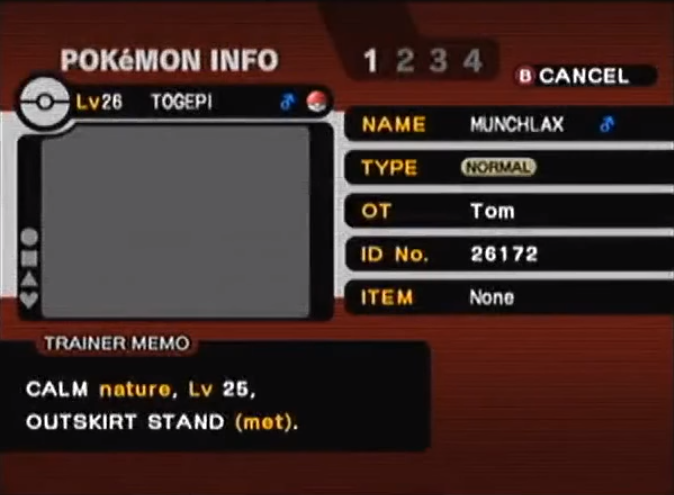 POKéMON INFO
1 2 3 4
B CANCEL
Lv26 TOGEPI ♂
NAME MUNCHLAX ♂
TYPE NORMAL
OT Tom
ID No. 26172
ITEM None
TRAINER MEMO
CALM nature, Lv 25,
OUTSKIRT STAND (met).